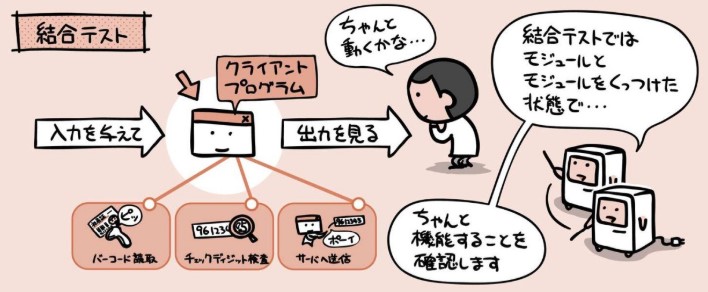 結合テスト
ちゃんと
動くかな…
クライアント
プログラム
入力を与えて
出力を見る
結合テストでは
モジュールと
モジュールをくっつけた
状態で…
ちゃんと
機能することを
確認します
ピッ
バーコード読取
961234
チェックディジット検査
ポーイ
サーバへ送信